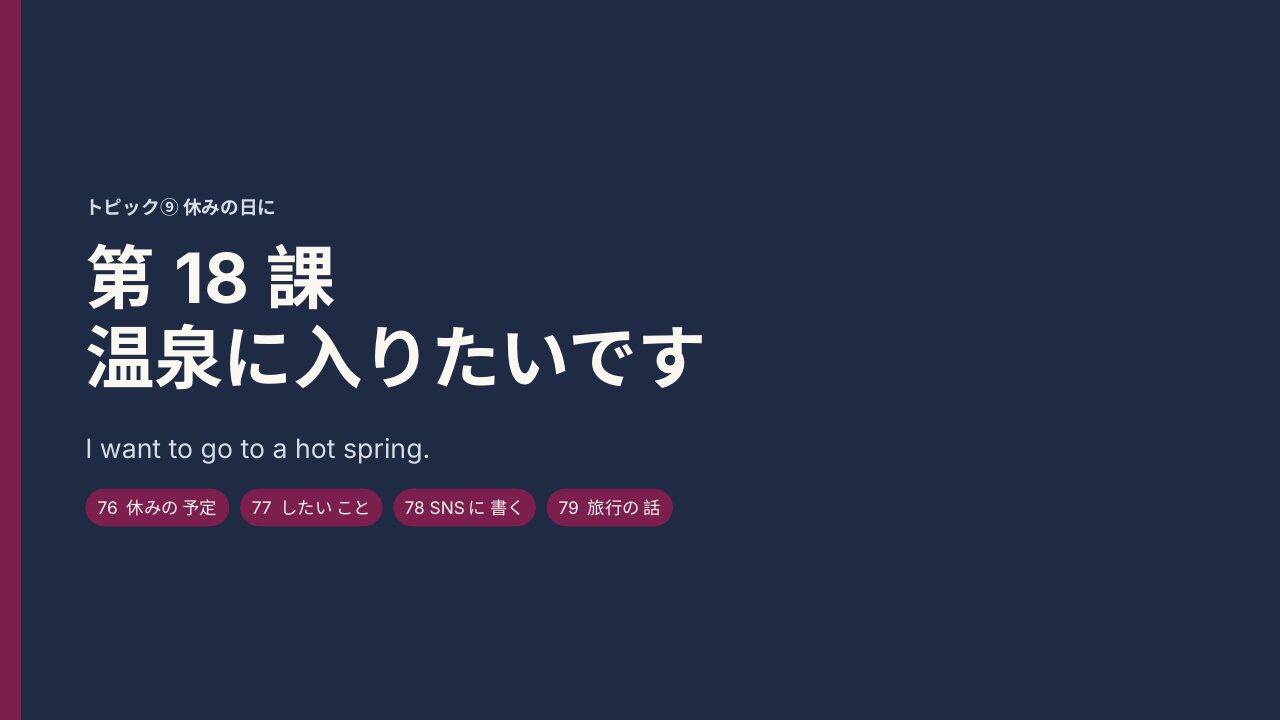 トピック⑨ 休みの日に
第 18 課
温泉に入りたいです
I want to go to a hot spring.
76 休みの 予定 77 したい こと 78 SNS に 書く 79 旅行の 話